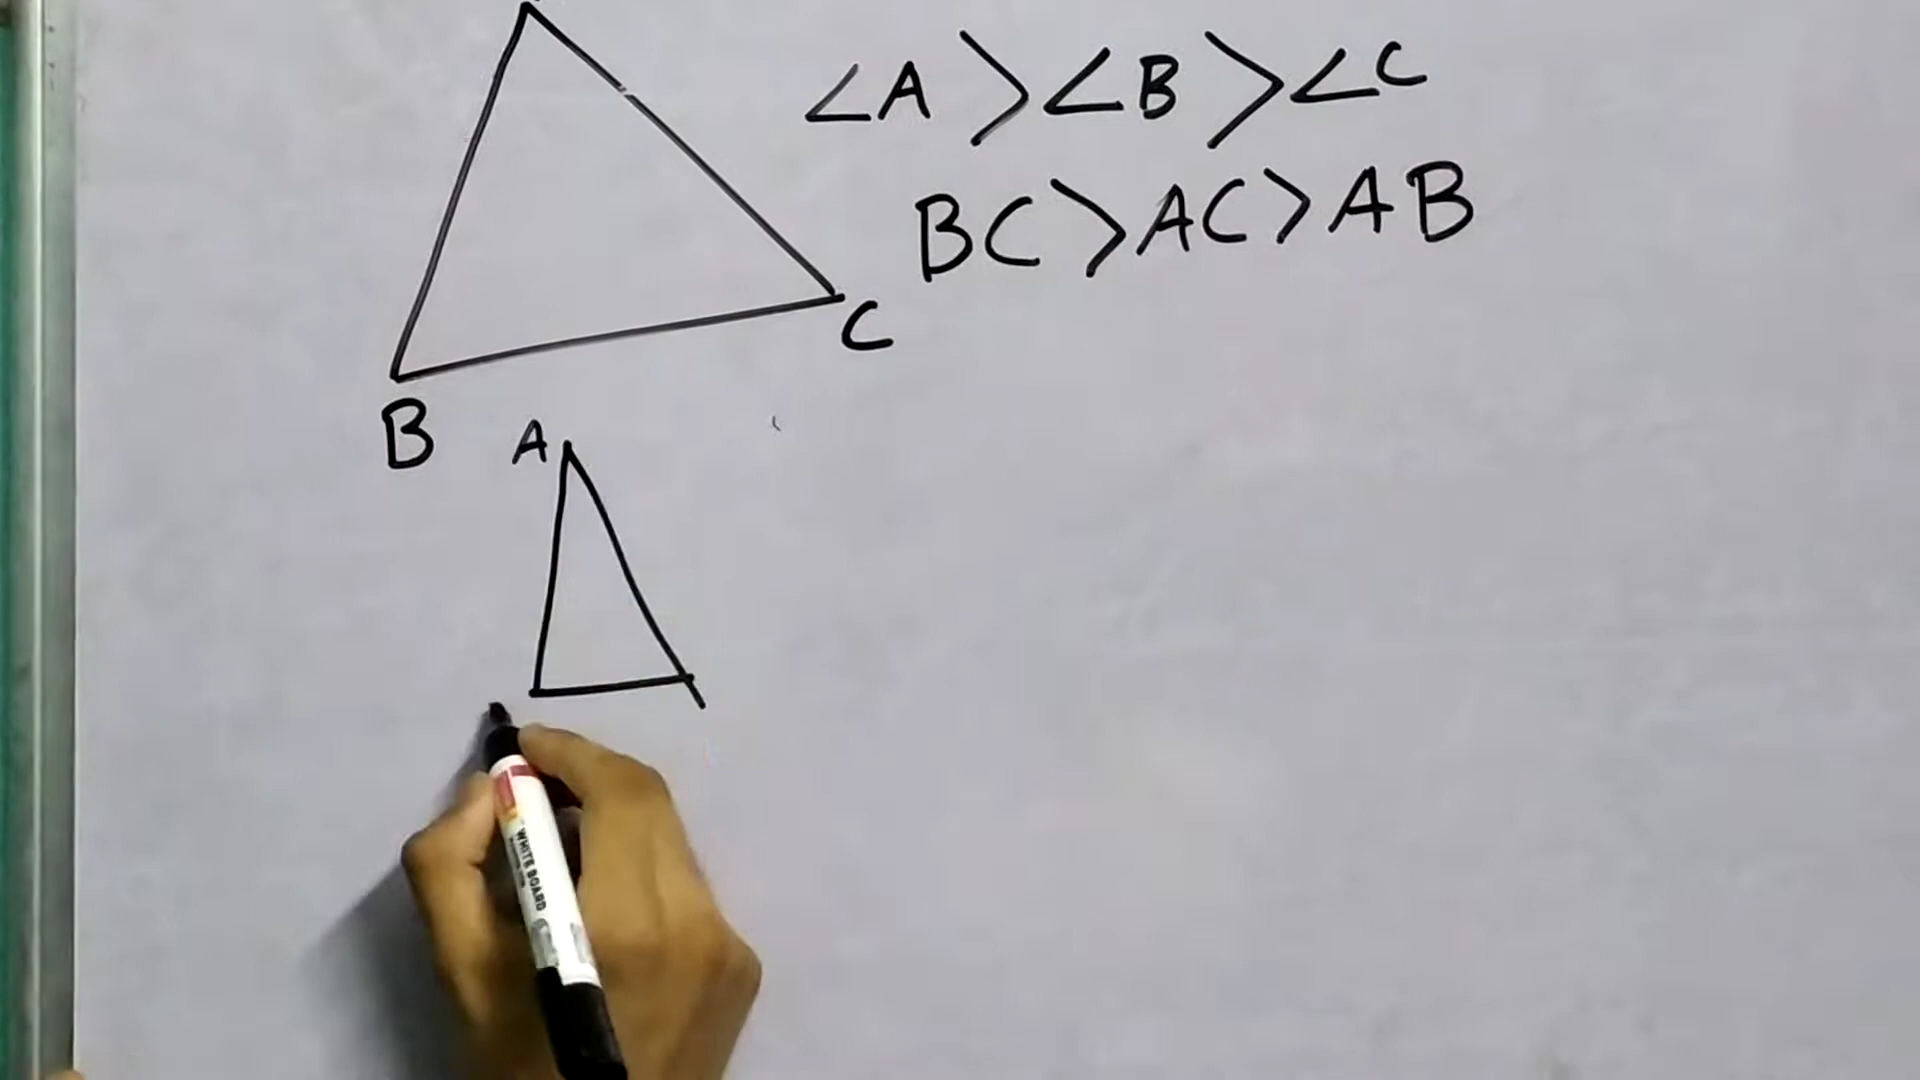 ∠A > ∠B > ∠C
BC > AC > AB
C
B
A
WHITE BOARD